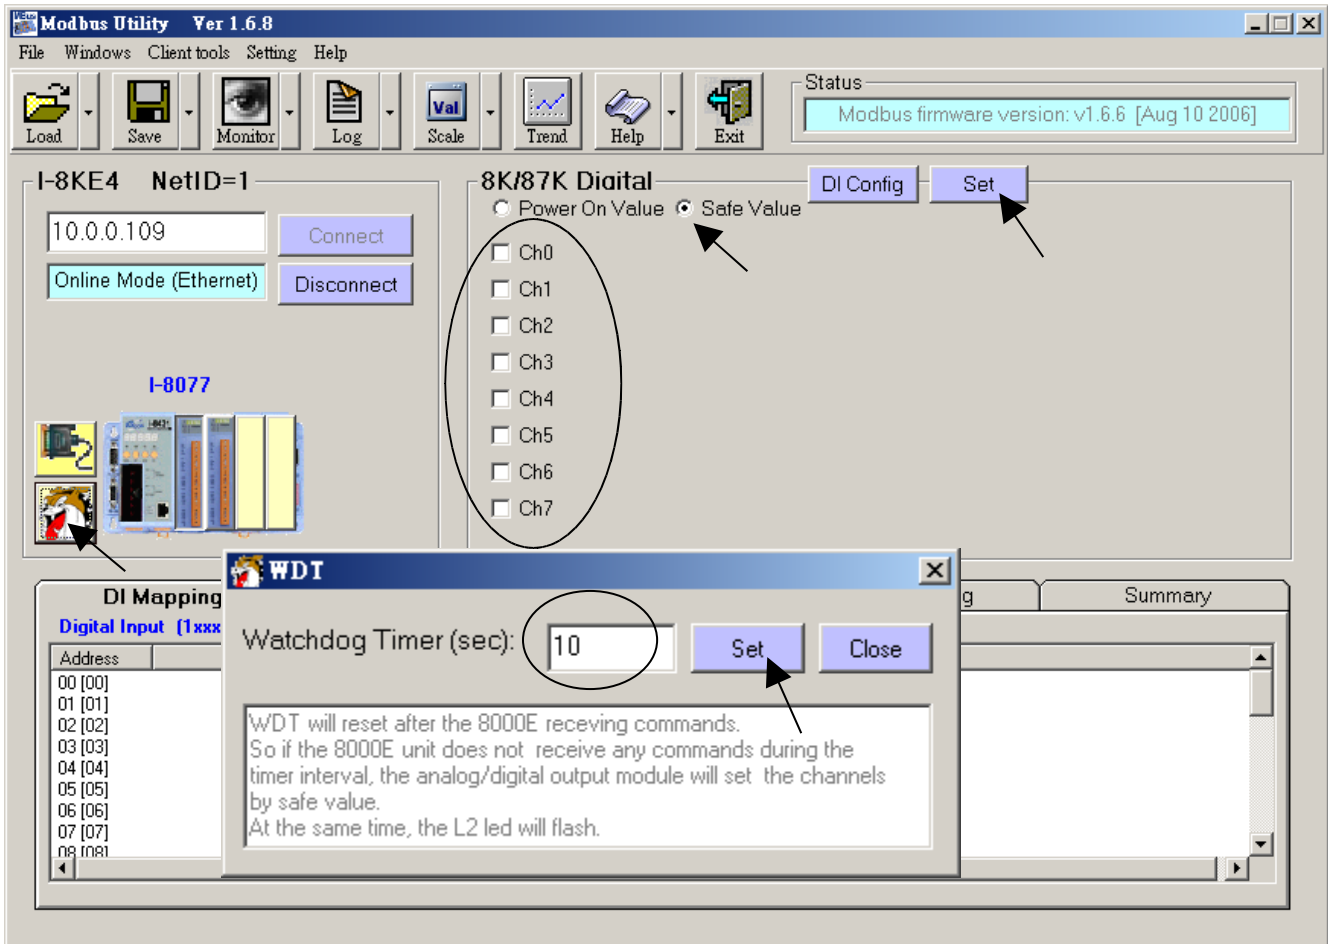 Modbus Utility Ver 1.6.8
File Windows Client tools Setting Help
Load Save Monitor Log Val Scale Trend Help Exit
Status
Modbus firmware version: v1.6.6 [Aug 10 2006]
I-8KE4 NetID=1
10.0.0.109
Connect
Online Mode (Ethernet)
Disconnect
I-8077
8K/87K Digital
DI Config
Set
Power On Value
Safe Value
Ch0
Ch1
Ch2
Ch3
Ch4
Ch5
Ch6
Ch7
WDT
Watchdog Timer (sec):
10
Set
Close
WDT will reset after the 8000E receving commands.
So if the 8000E unit does not receive any commands during the
timer interval, the analog/digital output module will set the channels
by safe value.
At the same time, the L2 led will flash.
DI Mapping
g
Summary
Digital Input (1xxx
Address
00 [00]
01 [01]
02 [02]
03 [03]
04 [04]
05 [05]
06 [06]
07 [07]
08 [08]